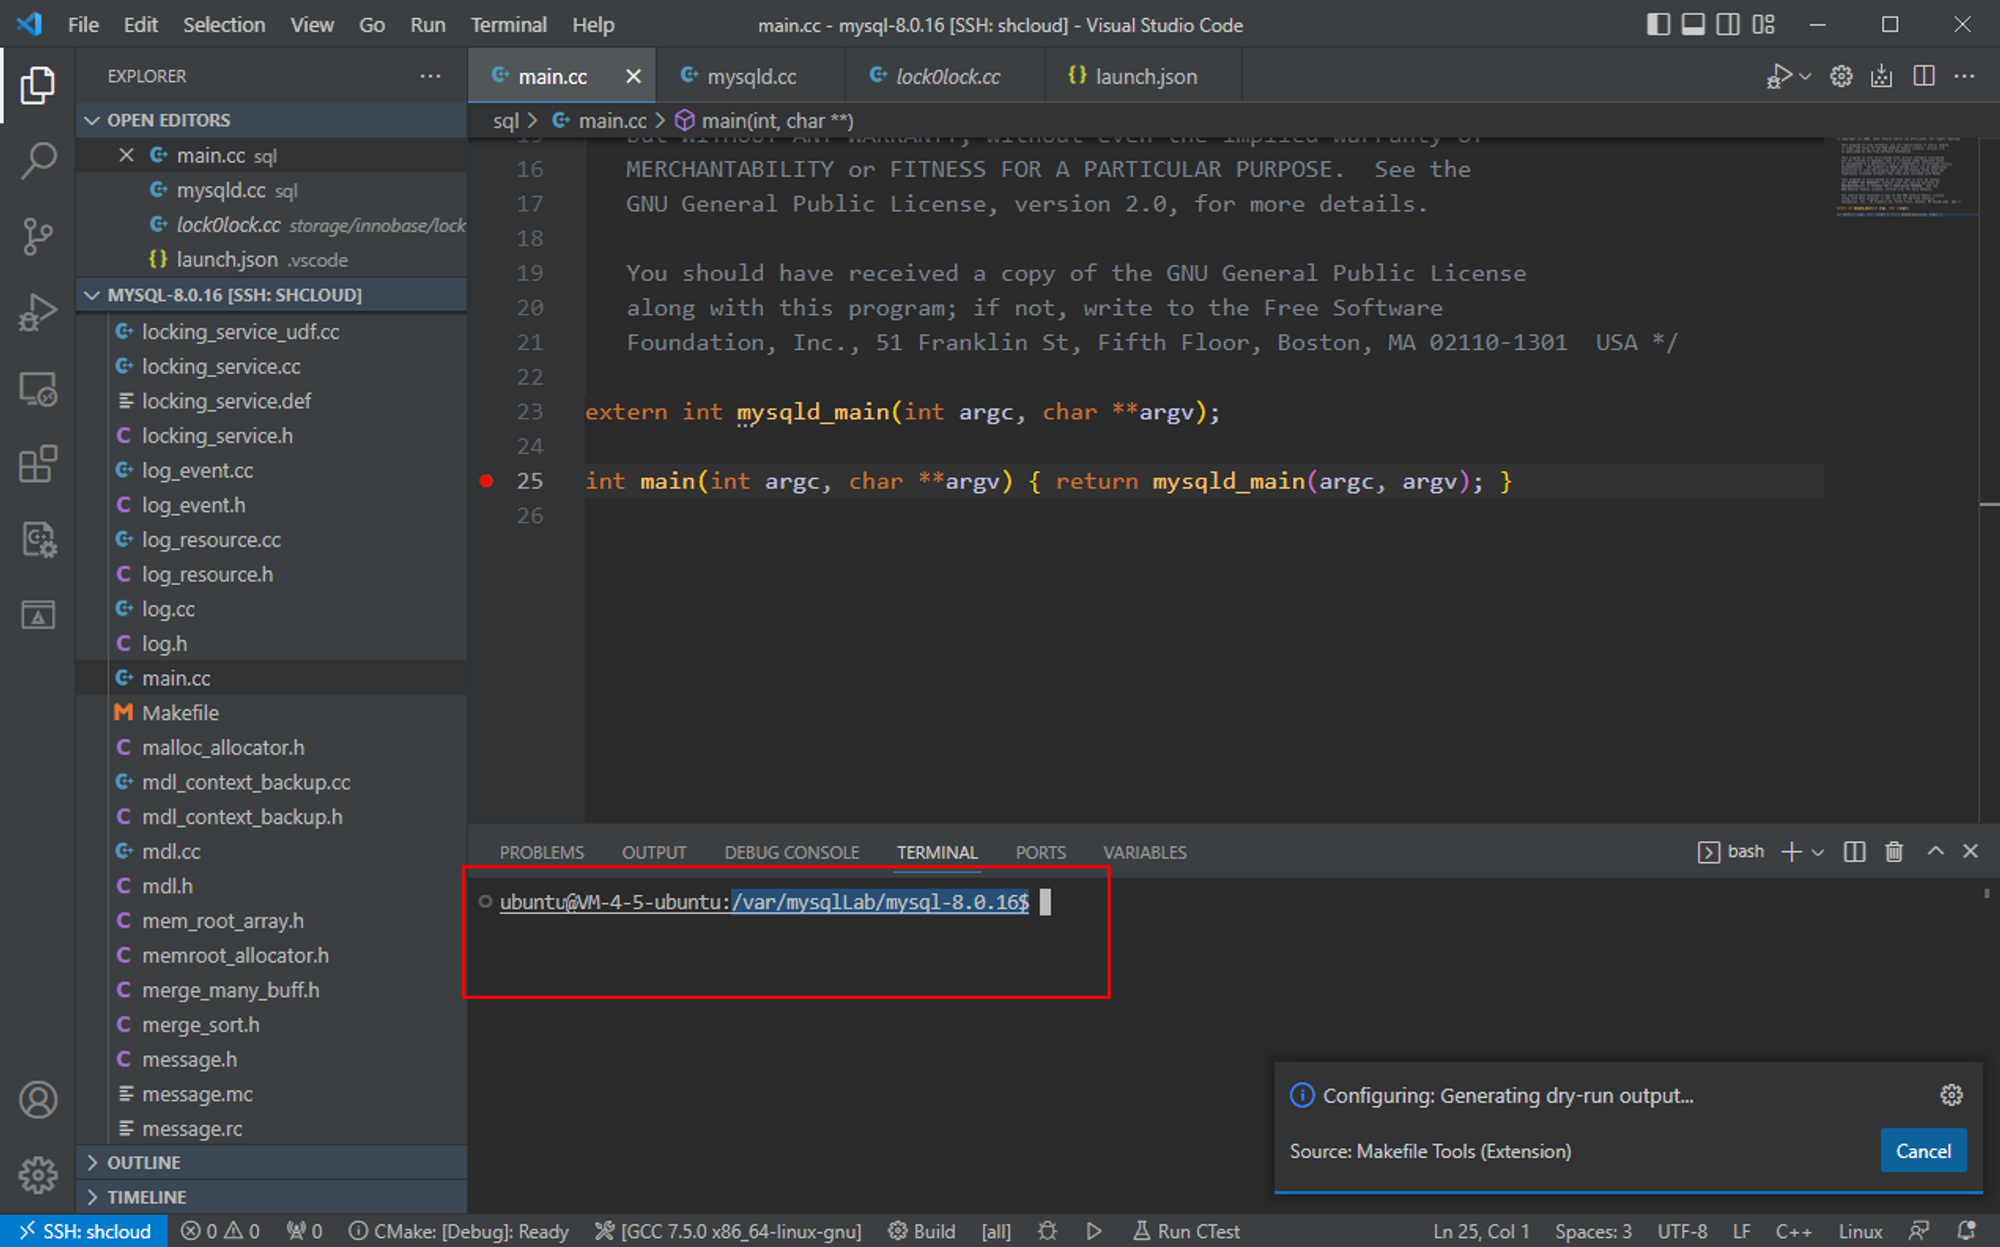 File Edit Selection View Go Run Terminal Help
main.cc - mysql-8.0.16 [SSH: shcloud] - Visual Studio Code
EXPLORER
OPEN EDITORS
main.cc sql
mysqld.cc sql
lock0lock.cc storage/innobase/lock
launch.json .vscode
MYSQL-8.0.16 [SSH: SHCLOUD]
locking_service_udf.cc
locking_service.cc
locking_service.def
locking_service.h
log_event.cc
log_event.h
log_resource.cc
log_resource.h
log.cc
log.h
main.cc
Makefile
malloc_allocator.h
mdl_context_backup.cc
mdl_context_backup.h
mdl.cc
mdl.h
mem_root_array.h
memroot_allocator.h
merge_many_buff.h
merge_sort.h
message.h
message.mc
message.rc
OUTLINE
TIMELINE
main.cc mysqld.cc lock0lock.cc launch.json
sql > main.cc > main(int, char **)
15 but WITHOUT ANY WARRANTY; without even the implied warranty of
16 MERCHANTABILITY or FITNESS FOR A PARTICULAR PURPOSE.  See the
17 GNU General Public License, version 2.0, for more details.
18
19 You should have received a copy of the GNU General Public License
20 along with this program; if not, write to the Free Software
21 Foundation, Inc., 51 Franklin St, Fifth Floor, Boston, MA 02110-1301  USA */
22
23 extern int mysqld_main(int argc, char **argv);
24
25 int main(int argc, char **argv) { return mysqld_main(argc, argv); }
26
PROBLEMS OUTPUT DEBUG CONSOLE TERMINAL PORTS VARIABLES
bash
ubuntu@VM-4-5-ubuntu:/var/mysqlLab/mysql-8.0.16$
Configuring: Generating dry-run output...
Source: Makefile Tools (Extension)
Cancel
SSH: shcloud 0 0 0 CMake: [Debug]: Ready [GCC 7.5.0 x86_64-linux-gnu] Build [all] Run CTest Ln 25, Col 1 Spaces: 3 UTF-8 LF C++ Linux